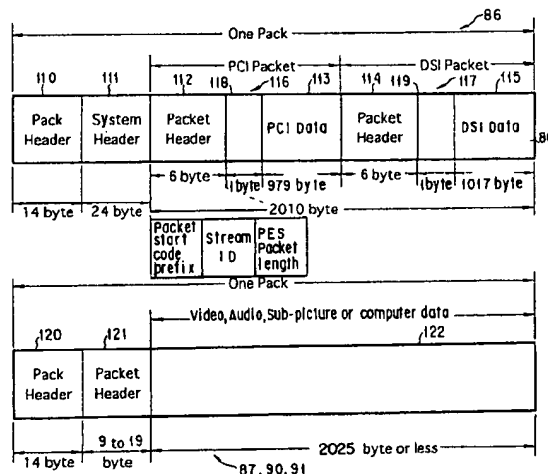 86
One Pack
PCI Packet
DSI Packet
110
111
112
118
116
113
114
119
117
115
Pack
Header
System
Header
Packet
Header
PCI Data
Packet
Header
DSI Data
6 byte
1byte
979 byte
6 byte
1byte
1017 byte
14 byte
24 byte
2010 byte
Packet
start
code
prefix
Stream
ID
PES
Packet
length
One Pack
Video,Audio,Sub-picture or computer data
120
121
122
Pack
Header
Packet
Header
14 byte
9 to 19
byte
2025 byte or less
87,90,91